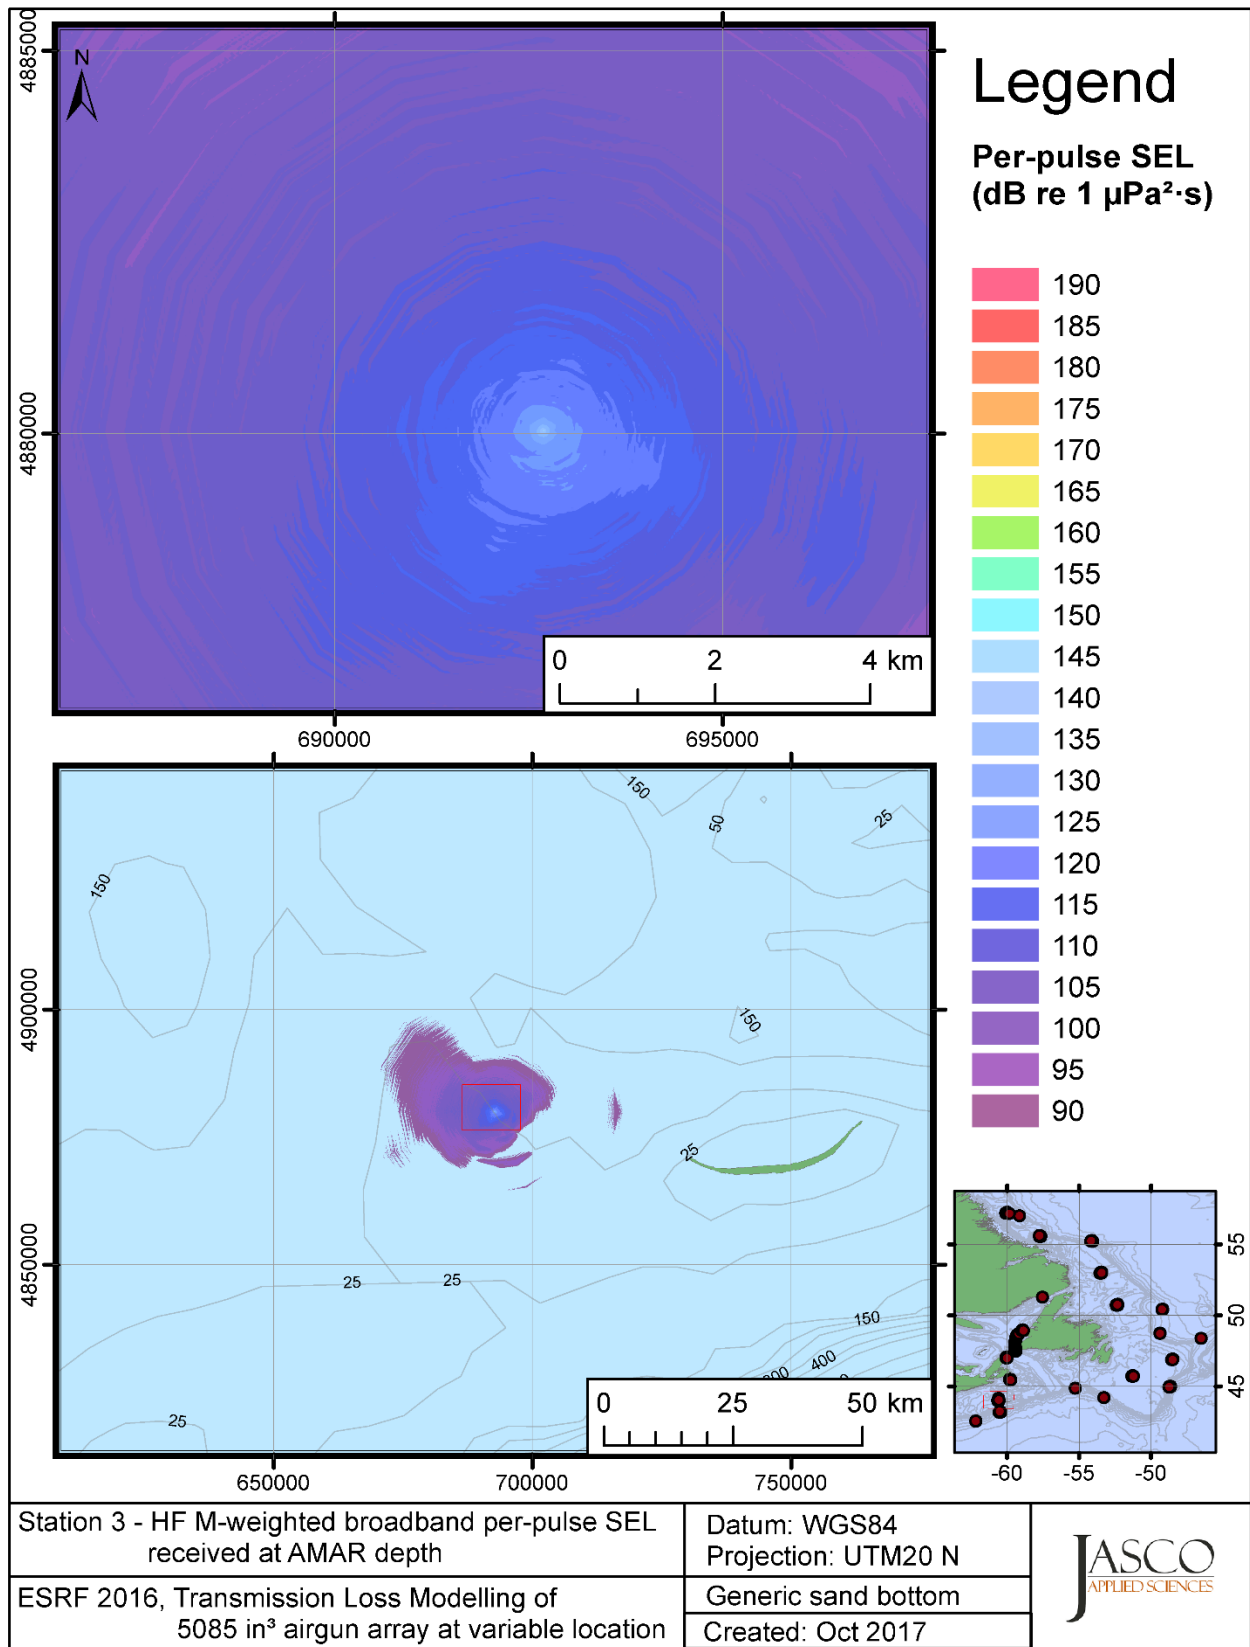 4885000
4880000
N
0 2 4 km
690000 695000
Legend
Per-pulse SEL
(dB re 1 µPa²·s)
190
185
180
175
170
165
160
155
150
145
140
135
130
125
120
115
110
105
100
95
90
4900000
4850000
150
150
50
25
150
25
25
25
25
150
400
0 25 50 km
650000 700000 750000
55
50
45
-60 -55 -50
Station 3 - HF M-weighted broadband per-pulse SEL
received at AMAR depth
ESRF 2016, Transmission Loss Modelling of
5085 in³ airgun array at variable location
Datum: WGS84
Projection: UTM20 N
Generic sand bottom
Created: Oct 2017
JASCO
APPLIED SCIENCES